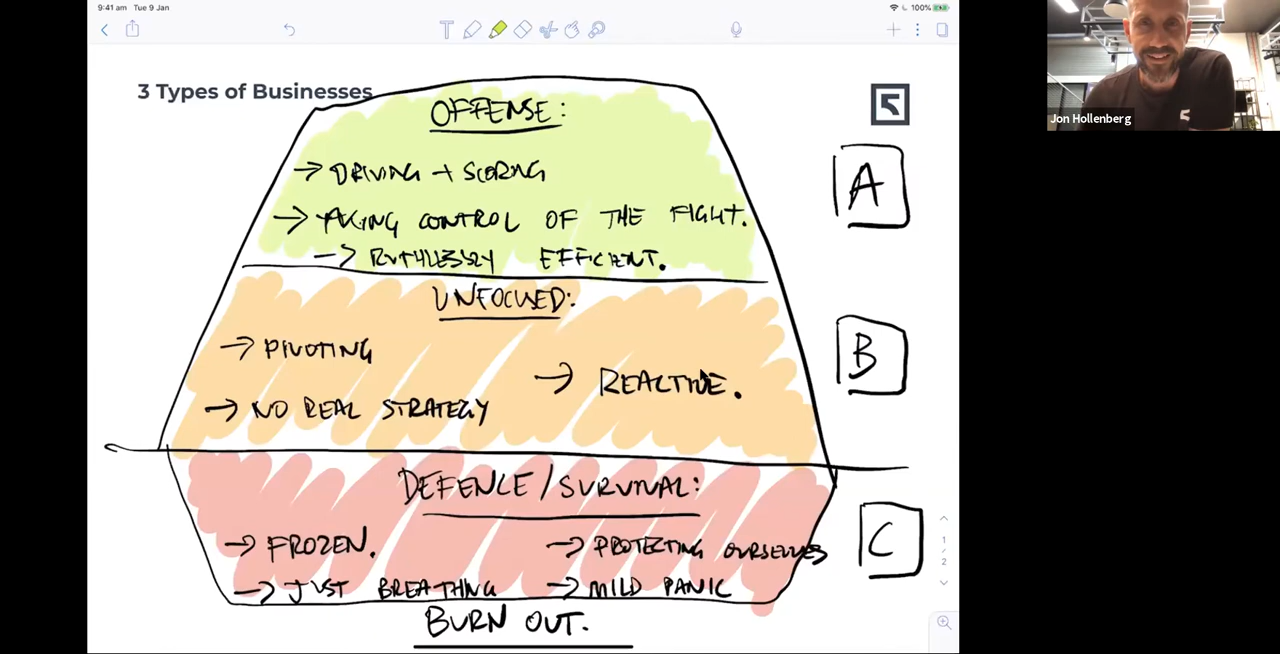 9:41 am Tue 9 Jan
100%
3 Types of Businesses
OFFENSE:
→ DRIVING + SCORING
→ TAKING CONTROL OF THE FIGHT.
→ RUTHLESSLY EFFICIENT.
A
UNFOCUSED:
→ PIVOTING
→ NO REAL STRATEGY
→ REACTIVE.
B
DEFENCE/SURVIVAL:
→ FROZEN.
→ JUST BREATHING
→ PROTECTING OURSELVES
→ MILD PANIC
C
BURN OUT.
1
/
2
Jon Hollenberg